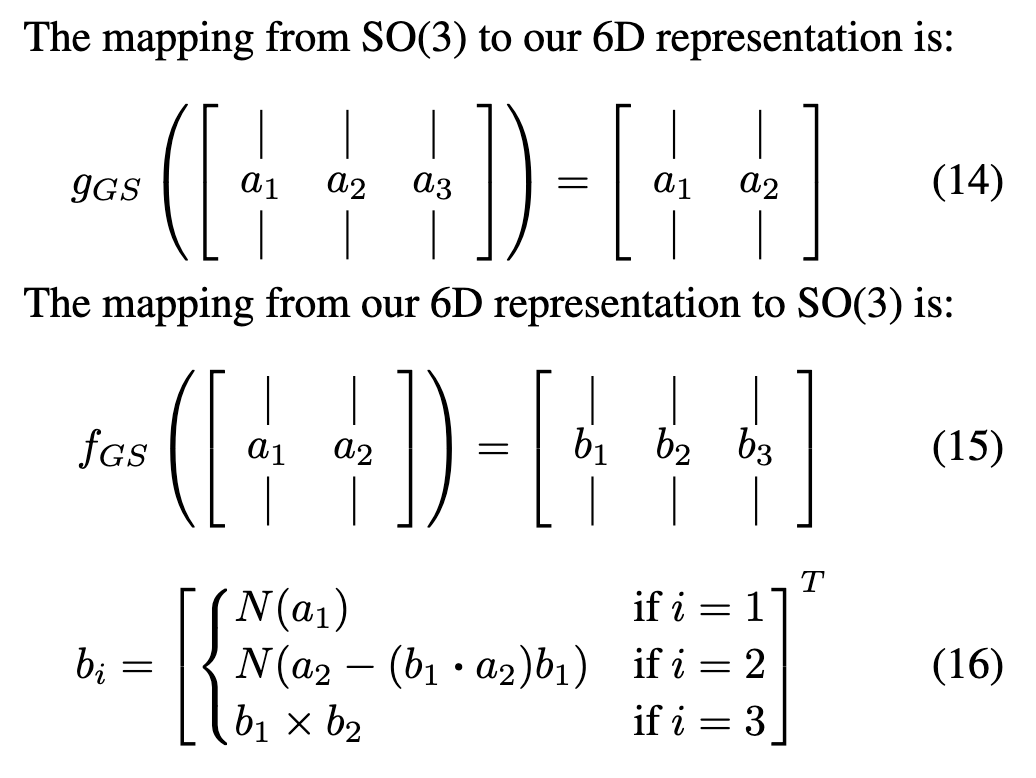 The mapping from SO(3) to our 6D representation is:
g_{GS} \left( \begin{bmatrix} | & | & | \\ a_1 & a_2 & a_3 \\ | & | & | \end{bmatrix} \right) = \begin{bmatrix} | & | \\ a_1 & a_2 \\ | & | \end{bmatrix} (14)
The mapping from our 6D representation to SO(3) is:
f_{GS} \left( \begin{bmatrix} | & | \\ a_1 & a_2 \\ | & | \end{bmatrix} \right) = \begin{bmatrix} | & | & | \\ b_1 & b_2 & b_3 \\ | & | & | \end{bmatrix} (15)
b_i = \left[ \begin{cases} N(a_1) & \text{if } i = 1 \\ N(a_2 - (b_1 \cdot a_2)b_1) & \text{if } i = 2 \\ b_1 \times b_2 & \text{if } i = 3 \end{cases} \right]^T (16)